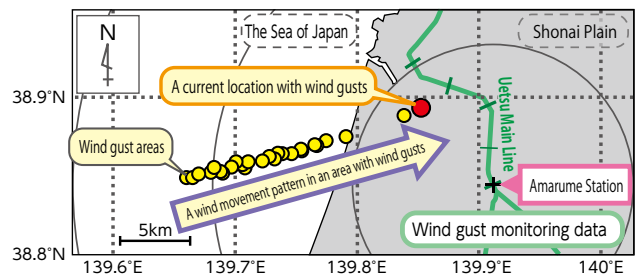 N
The Sea of Japan
Shonai Plain
A current location with wind gusts
38.9°N
Uetsu Main Line
Wind gust areas
A wind movement pattern in an area with wind gusts
Amarume Station
Wind gust monitoring data
5km
38.8°N
139.6°E
139.7°E
139.8°E
139.9°E
140°E